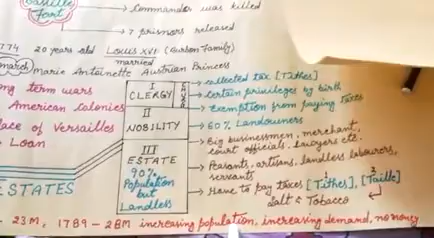 Bastille → Commander was killed
Fort → 7 prisoners released
774 20 years old Louis XVI (Burbon Family)
married
march Marie Antoinette Austrian Princess
ong term wars
American Colonies
lace of Versailles
Loan
ESTATES
I
CLERGY → collected tax [Tithes]
→ Certain privileges by birth
→ Exemption from paying taxes
II
NOBILITY → 60% Landowners
III
ESTATE
90%
Population
but
Landless
→ Big businessmen, merchant,
court officials, lawyers etc.
→ Peasants, artisans, landless labourers,
servants
→ Have to pay taxes [Tithes], [Taille]
1 2
Salt & Tobacco
23M, 1789 - 28M increasing population, increasing demand, no money